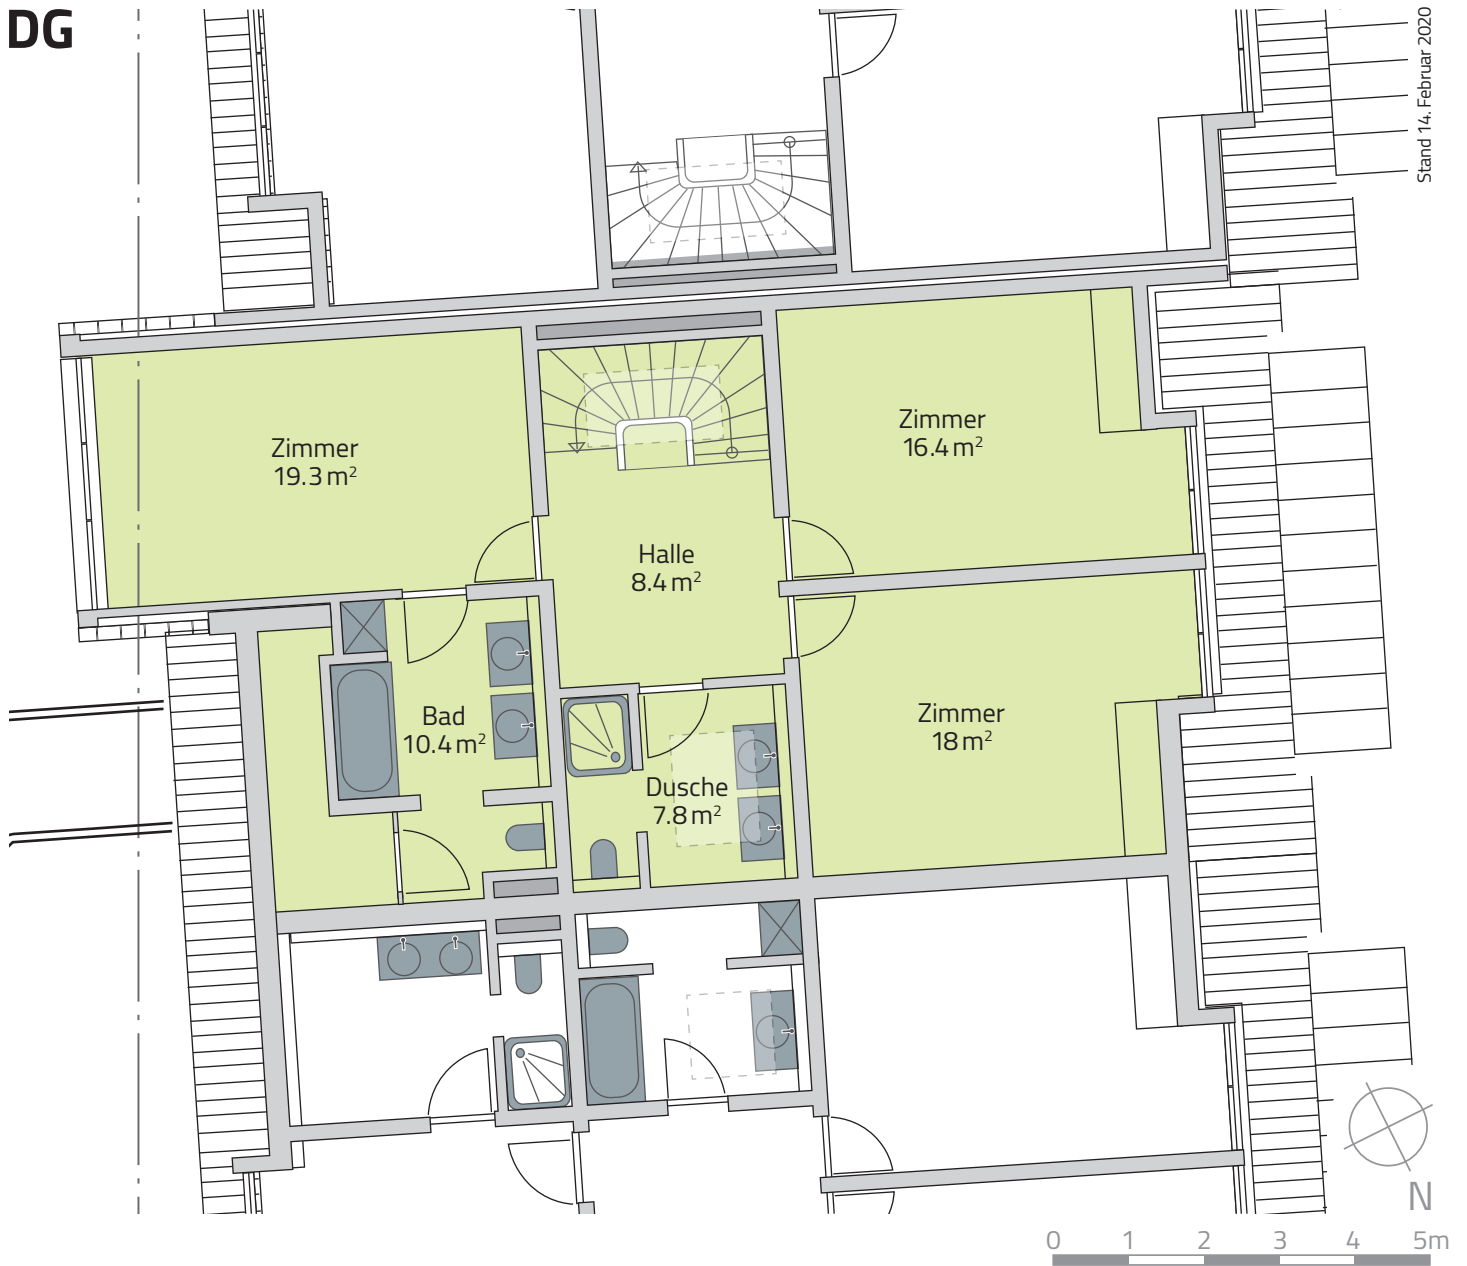 DG
Stand 14. Februar 2020
Zimmer
19.3 m²
Zimmer
16.4 m²
Halle
8.4 m²
Bad
10.4 m²
Zimmer
18 m²
Dusche
7.8 m²
N
0 1 2 3 4 5m